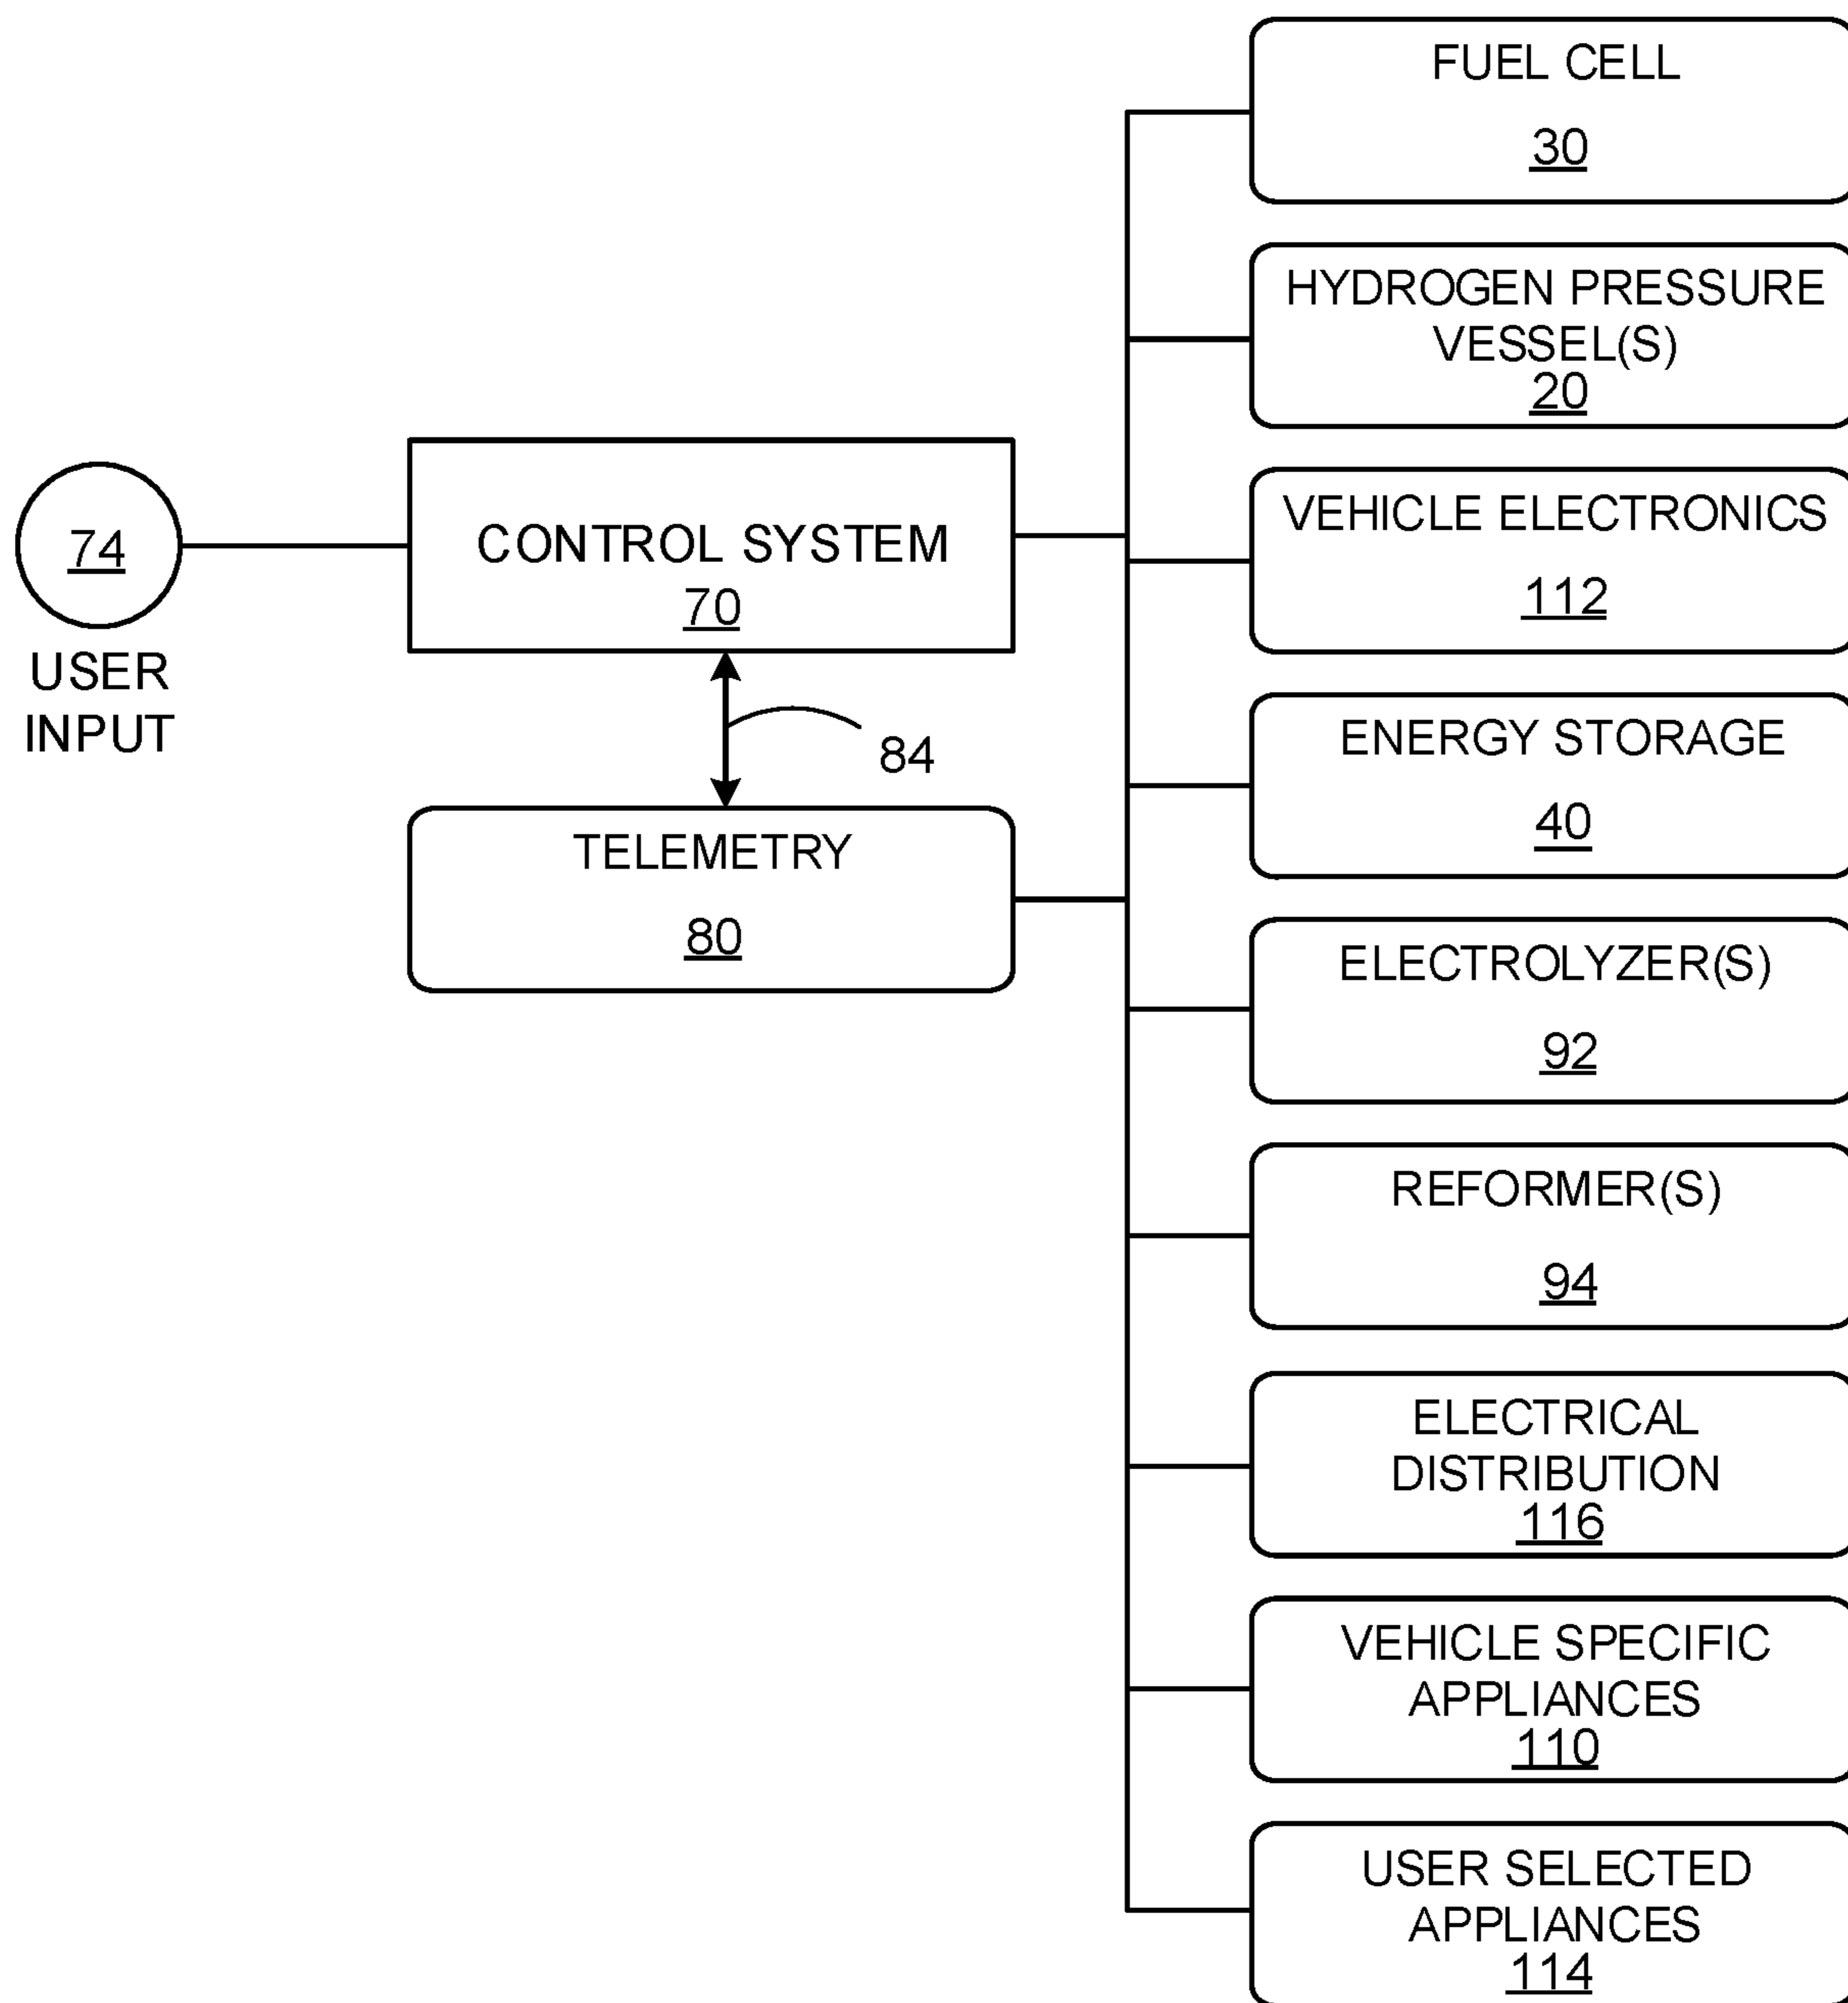 74
USER
INPUT
CONTROL SYSTEM
70
84
TELEMETRY
80
FUEL CELL
30
HYDROGEN PRESSURE
VESSEL(S)
20
VEHICLE ELECTRONICS
112
ENERGY STORAGE
40
ELECTROLYZER(S)
92
REFORMER(S)
94
ELECTRICAL
DISTRIBUTION
116
VEHICLE SPECIFIC
APPLIANCES
110
USER SELECTED
APPLIANCES
114